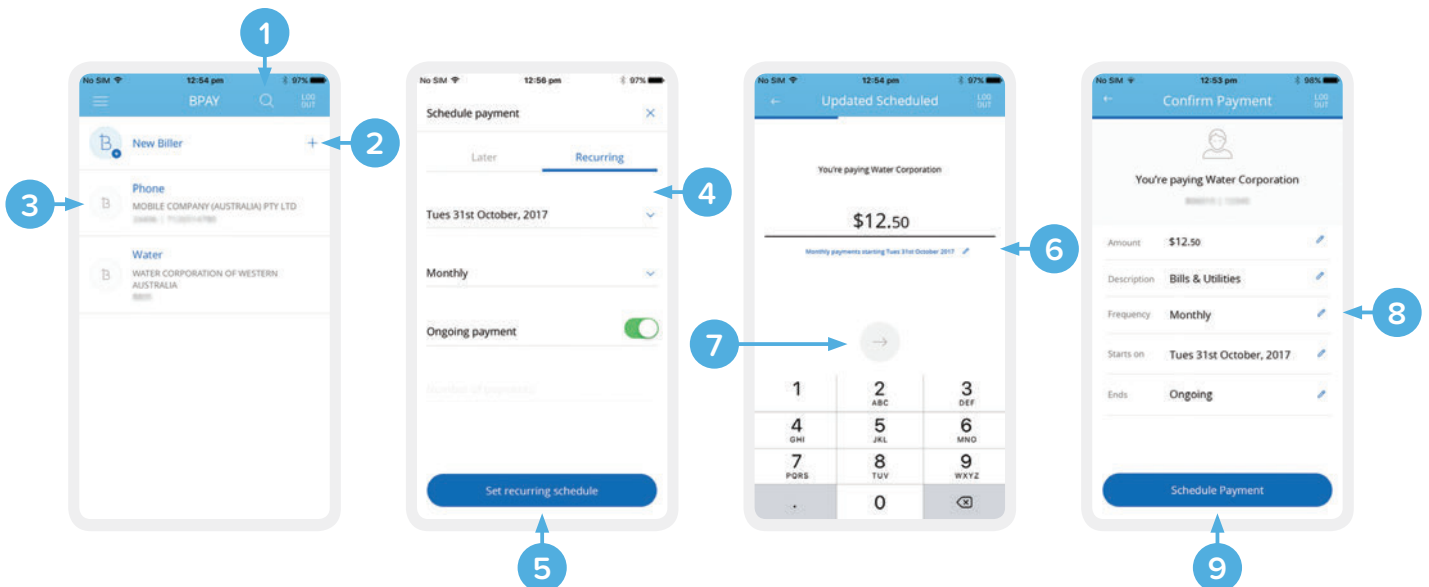 1
No SIM 12:54 pm 97%
BPAY LOG OUT
New Biller
2
3
Phone
MOBILE COMPANY (AUSTRALIA) PTY LTD
Water
WATER CORPORATION OF WESTERN
AUSTRALIA
No SIM 12:56 pm 97%
Schedule payment
Later Recurring
4
Tues 31st October, 2017
Monthly
Ongoing payment
Number of payments
Set recurring schedule
5
No SIM 12:54 pm 97%
Updated Scheduled LOG OUT
You're paying Water Corporation
$12.50
Monthly payments starting Tues 31st October 2017
6
7
1 2 3
ABC DEF
4 5 6
GHI JKL MNO
7 8 9
PQRS TUV WXYZ
. 0
No SIM 12:53 pm 98%
Confirm Payment LOG OUT
You're paying Water Corporation
Amount $12.50
Description Bills & Utilities
Frequency Monthly
8
Starts on Tues 31st October, 2017
Ends Ongoing
Schedule Payment
9